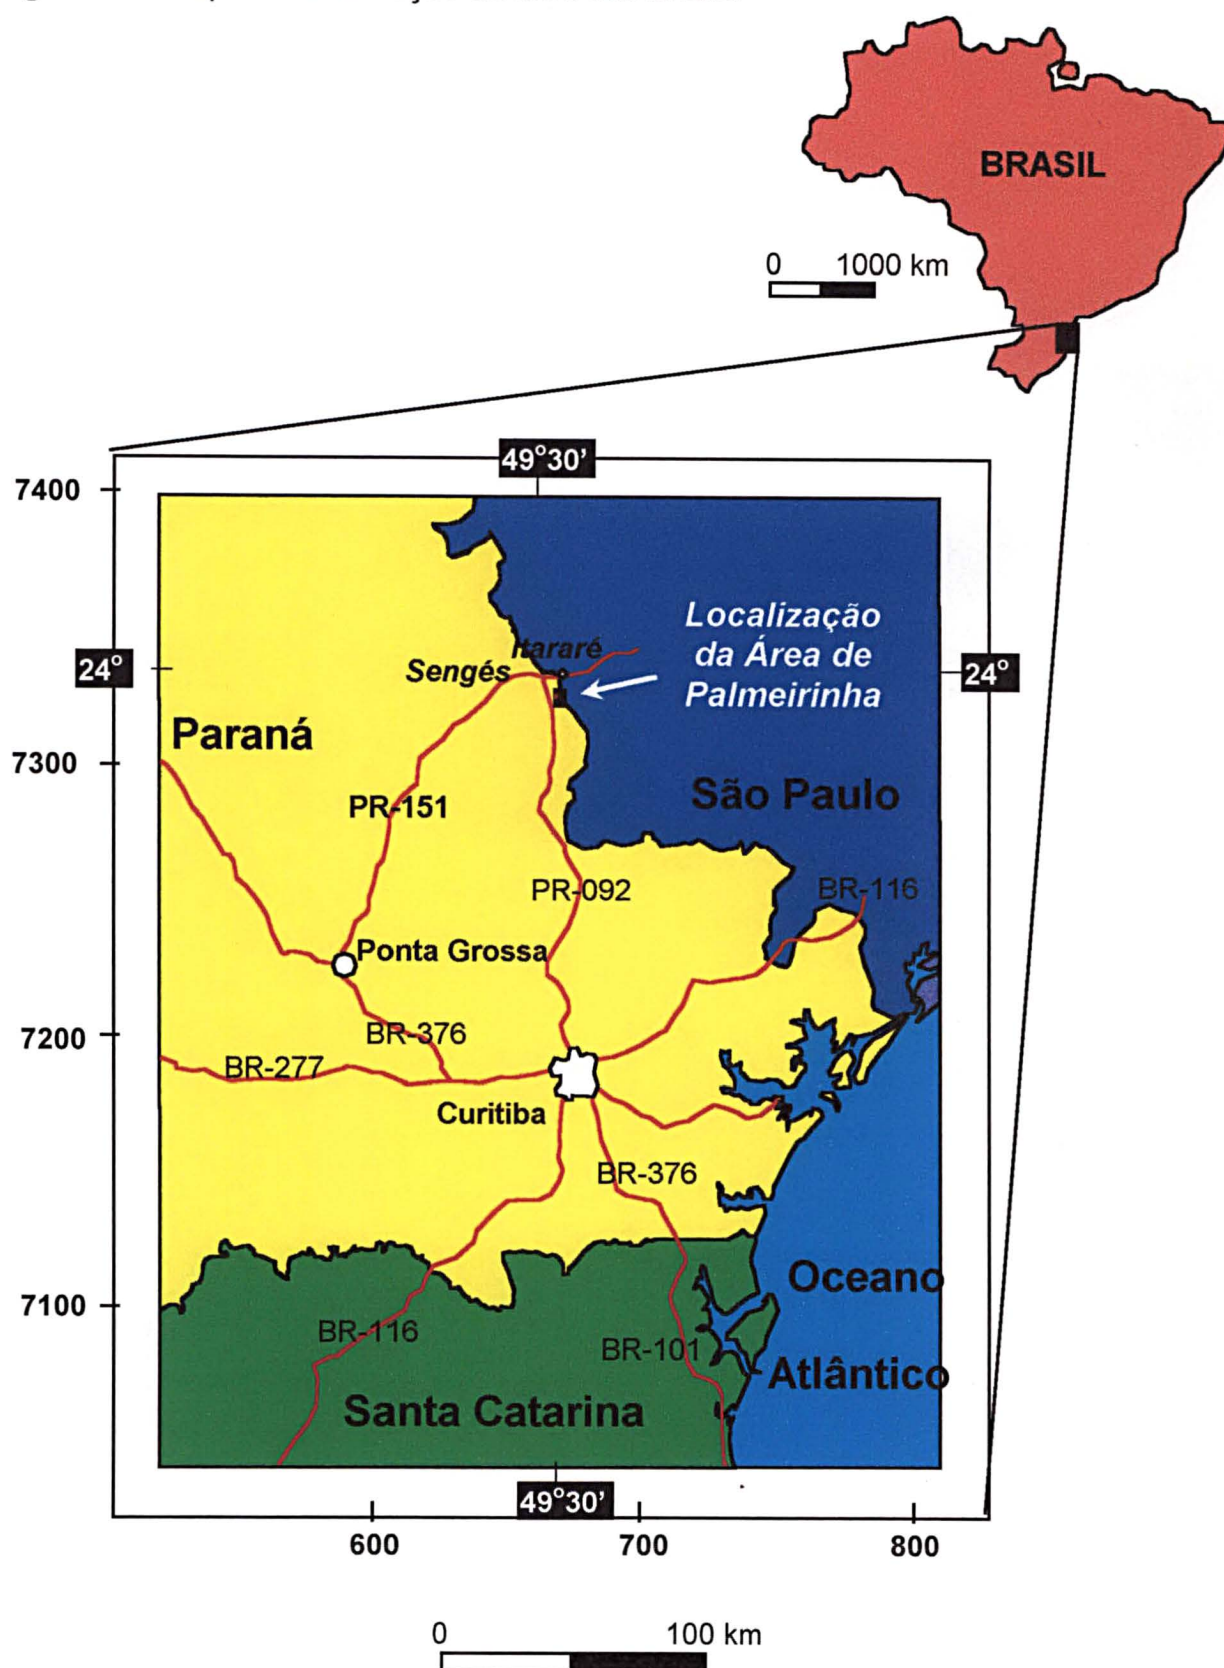 BRASIL
0 1000 km
49°30'
7400
Localização
da Área de
Palmeirinha
Itararé
Sengés
24°
24°
Paraná
7300
São Paulo
PR-151
PR-092
BR-116
Ponta Grossa
BR-376
7200
BR-277
Curitiba
BR-376
Oceano
7100
BR-116
BR-101
Atlântico
Santa Catarina
49°30'
600 700 800
0 100 km